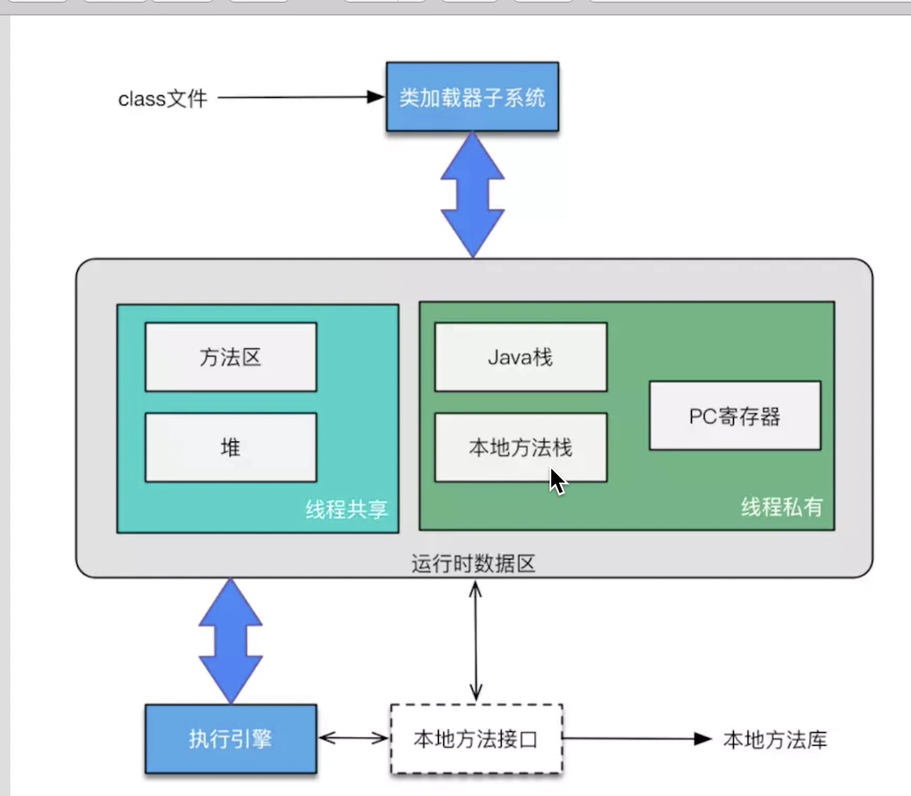 class文件
类加载器子系统
方法区
堆
线程共享
Java栈
本地方法栈
PC寄存器
线程私有
运行时数据区
执行引擎
本地方法接口
本地方法库